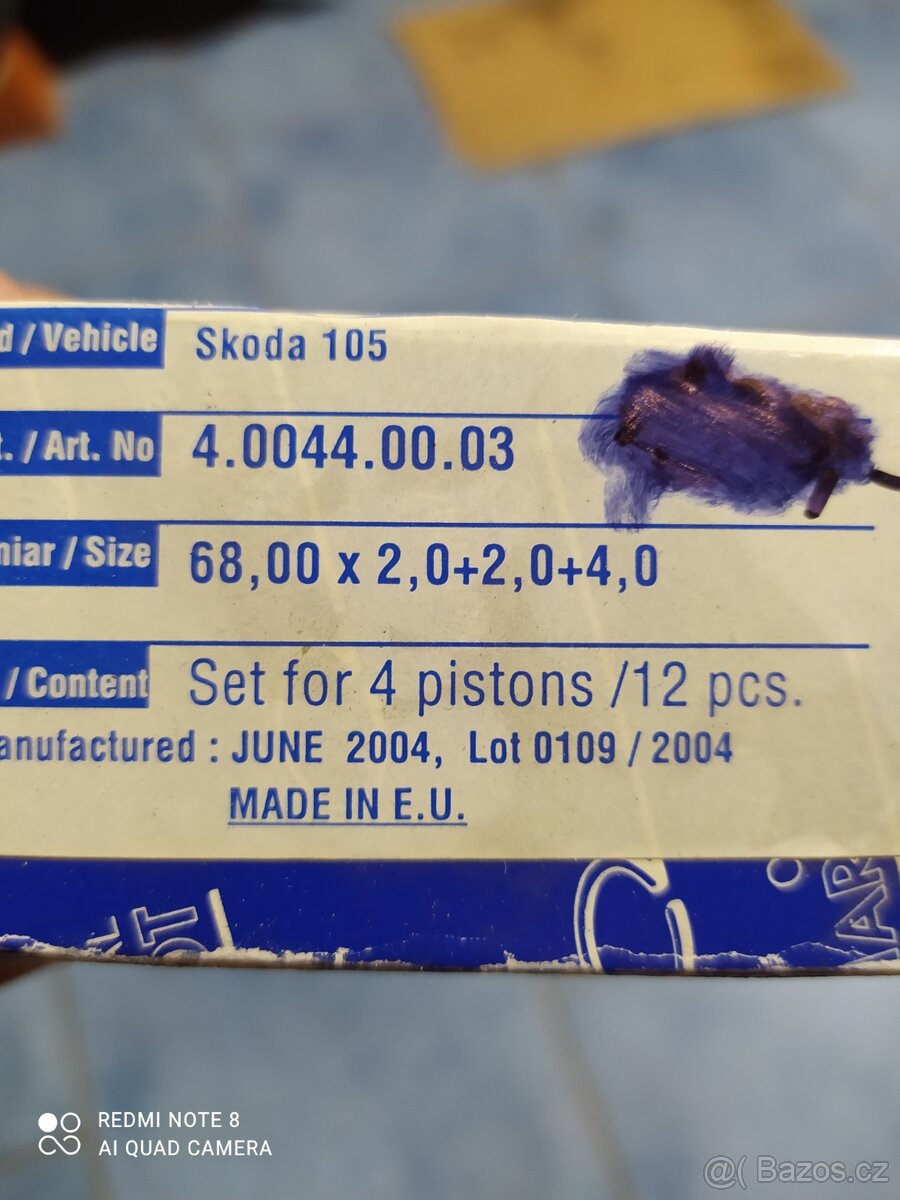 d / Vehicle Skoda 105
t. / Art. No 4.0044.00.03
niar / Size 68,00 x 2,0+2,0+4,0
/ Content Set for 4 pistons /12 pcs.
anufactured : JUNE 2004, Lot 0109 / 2004
MADE IN E.U.
REDMI NOTE 8
AI QUAD CAMERA
@( Bazos.cz